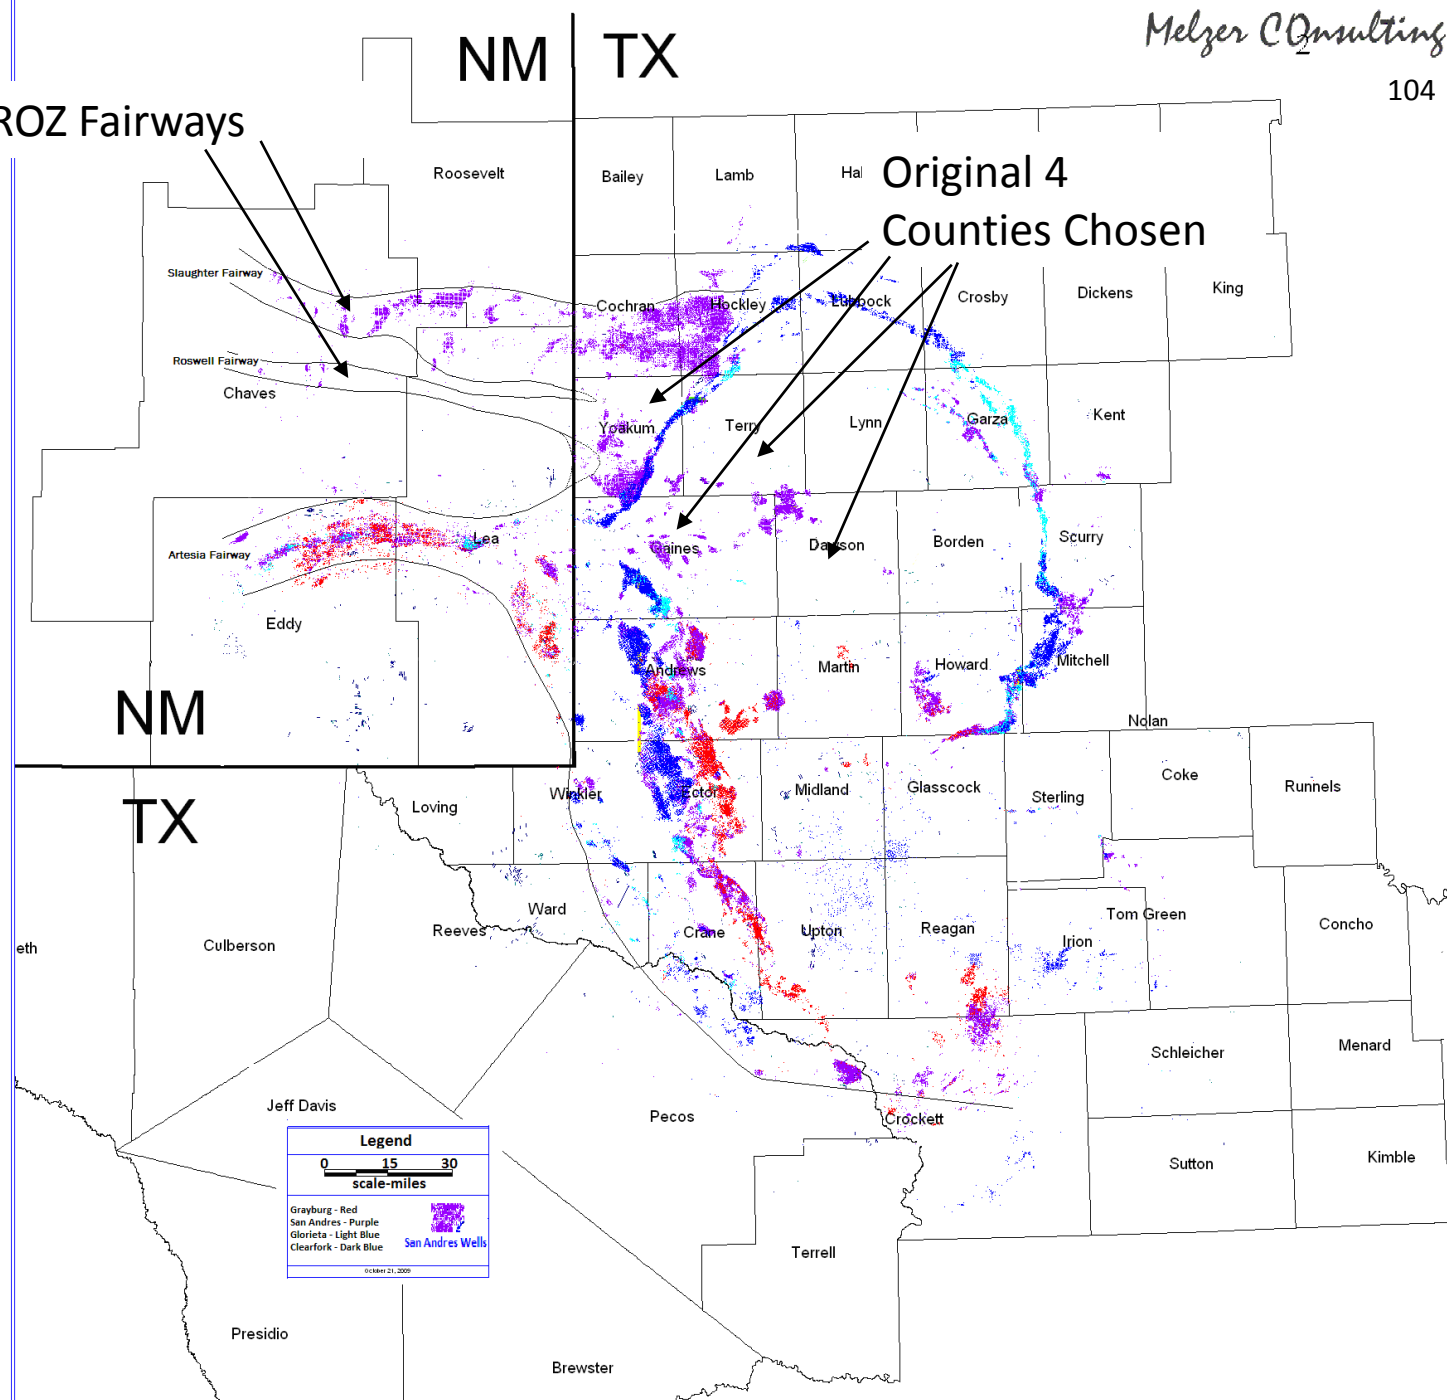 Melzer CO2nsulting
104
NM
TX
ROZ Fairways
Original 4
Counties Chosen
Roosevelt
Bailey
Lamb
Hal
Slaughter Fairway
Cochran
Hockley
Lubbock
Crosby
Dickens
King
Roswell Fairway
Chaves
Yoakum
Terry
Lynn
Garza
Kent
Artesia Fairway
Lea
Gaines
Dawson
Borden
Scurry
Eddy
Andrews
Martin
Howard
Mitchell
NM
Nolan
TX
Loving
Winkler
Ector
Midland
Glasscock
Sterling
Coke
Runnels
Ward
Reeves
Crane
Upton
Reagan
Irion
Tom Green
Concho
eth
Culberson
Schleicher
Menard
Jeff Davis
Pecos
Crockett
Sutton
Kimble
Legend
0 15 30
scale-miles
Grayburg - Red
San Andres - Purple
Glorieta - Light Blue
Clearfork - Dark Blue
San Andres Wells
October 21, 2009
Terrell
Presidio
Brewster